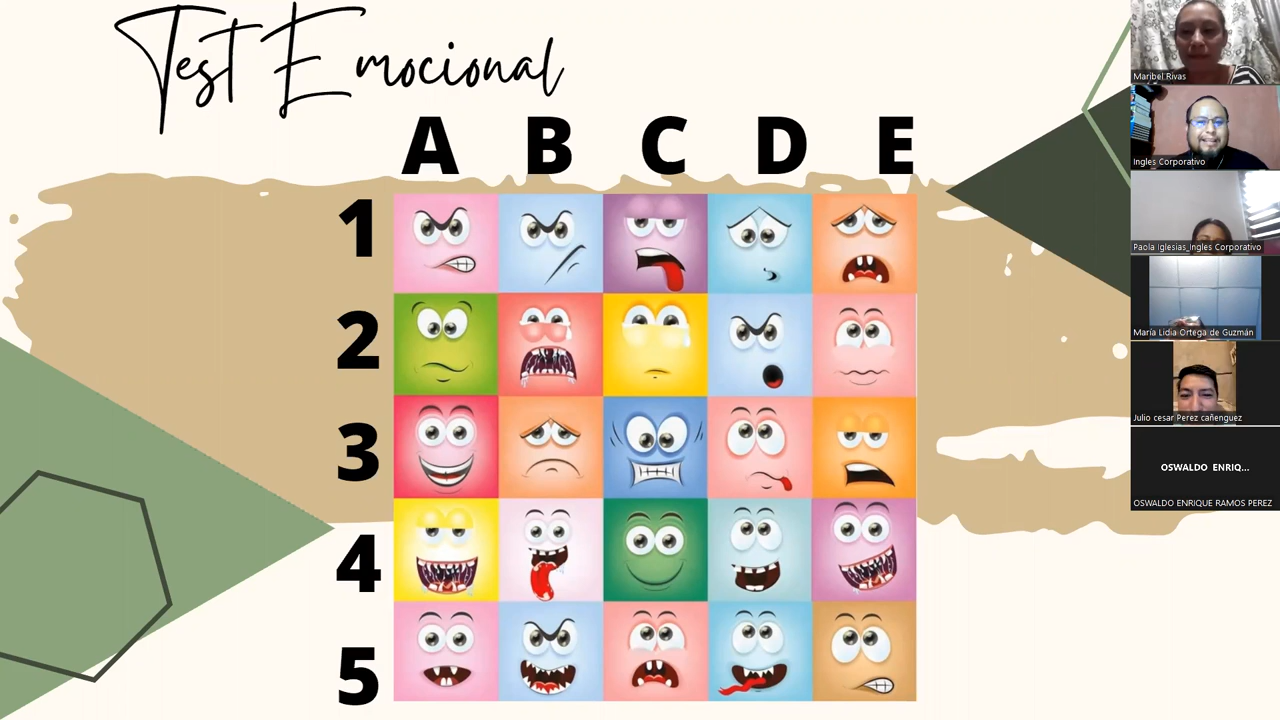 Test Emocional
A B C D E
1
2
3
4
5
Maribel Rivas
Ingles Corporativo
Paola Iglesias_Ingles Corporativo
María Lidia Ortega de Guzmán
Julio cesar Perez cañenguez
OSWALDO ENRIQ...
OSWALDO ENRIQUE RAMOS PEREZ